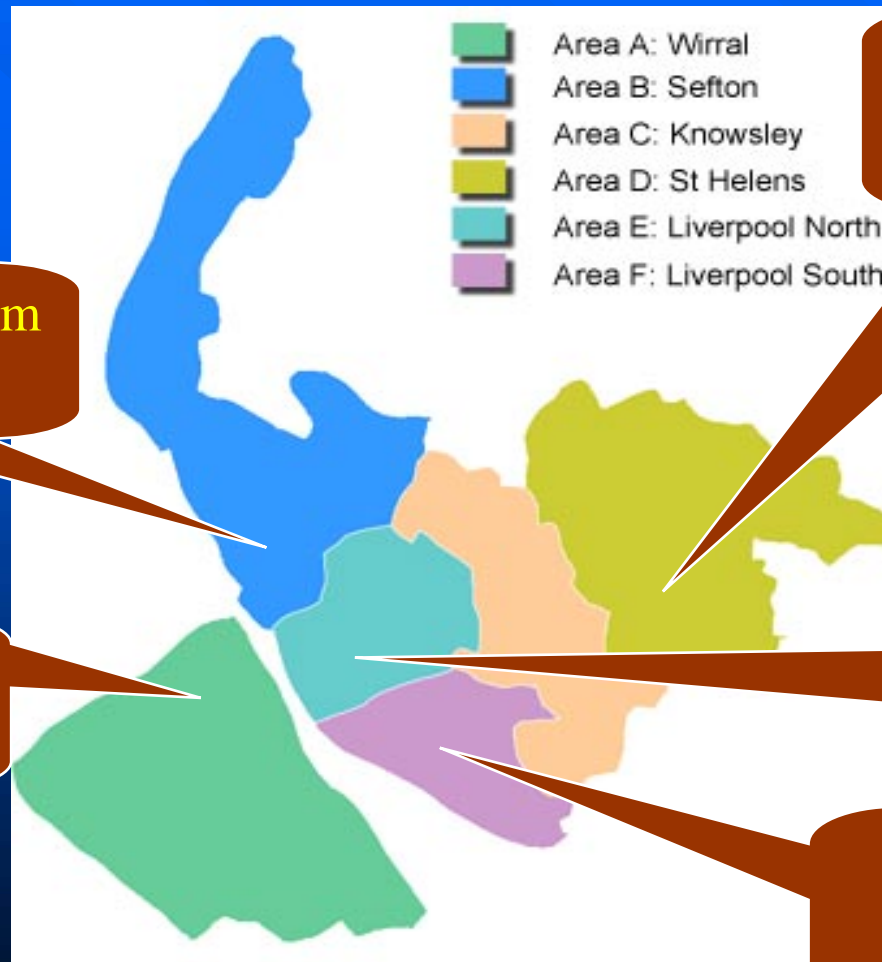 Area A: Wirral
Area B: Sefton
Area C: Knowsley
Area D: St Helens
Area E: Liverpool North
Area F: Liverpool South